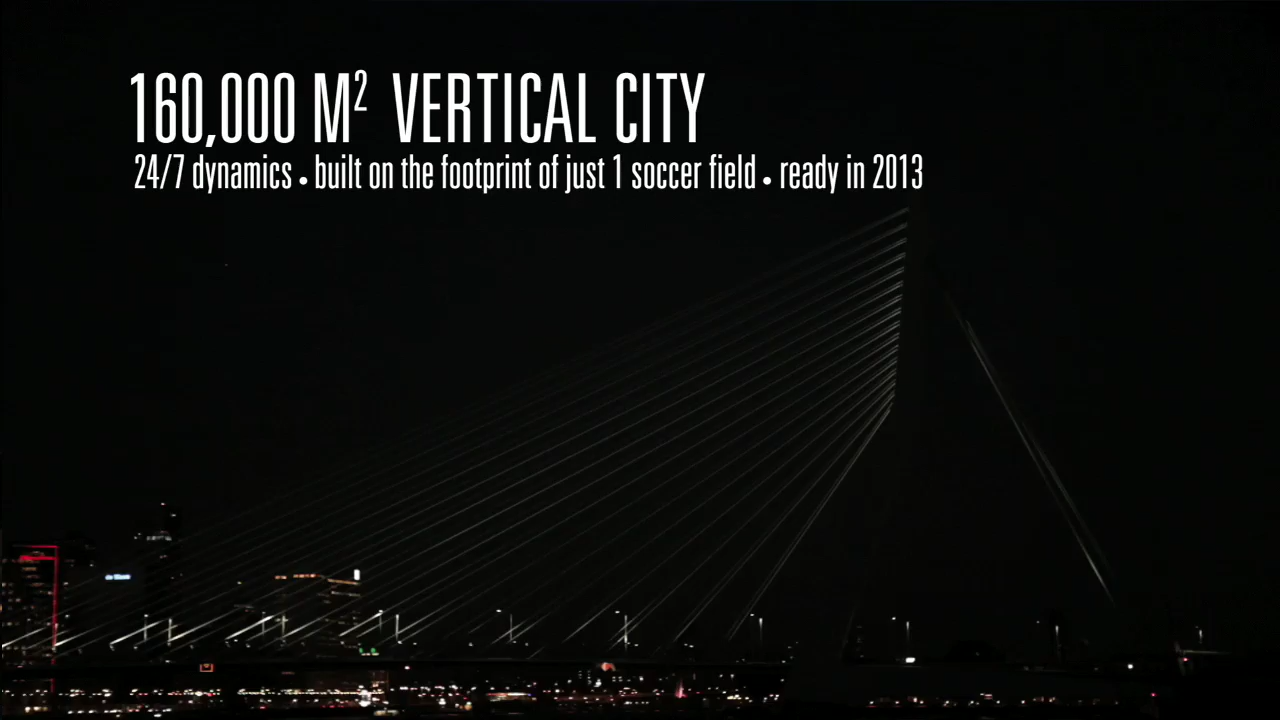 160,000 M² VERTICAL CITY
24/7 dynamics • built on the footprint of just 1 soccer field • ready in 2013